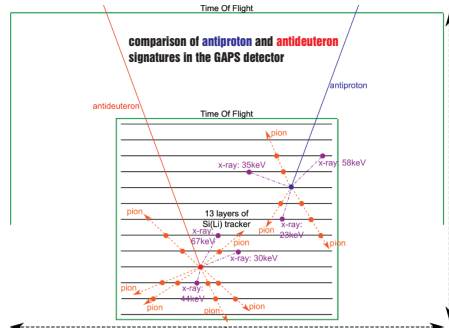 Time Of Flight
comparison of antiproton and antideuteron
signatures in the GAPS detector
antiproton
antideuteron
Time Of Flight
pion
x-ray: 35keV
x-ray: 58keV
pion
13 layers of
Si(Li) tracker
x-ray:
67keV
pion
x-ray:
23keV
pion
pion
x-ray: 30keV
pion
pion
x-ray:
44keV
pion
pion